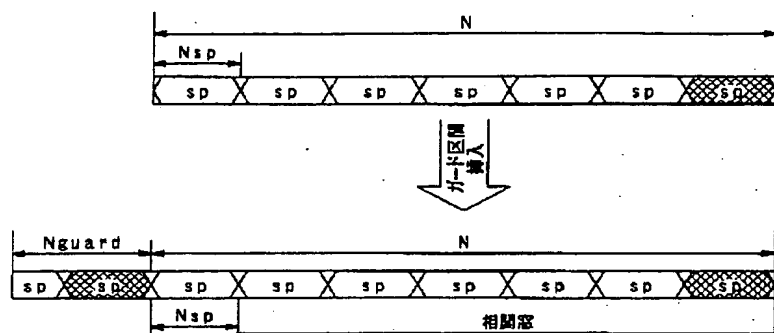 N
Nsp
sp sp sp sp sp sp sp
ガード区間
挿入
Nguard N
sp sp sp sp sp sp sp sp sp
Nsp 相関窓